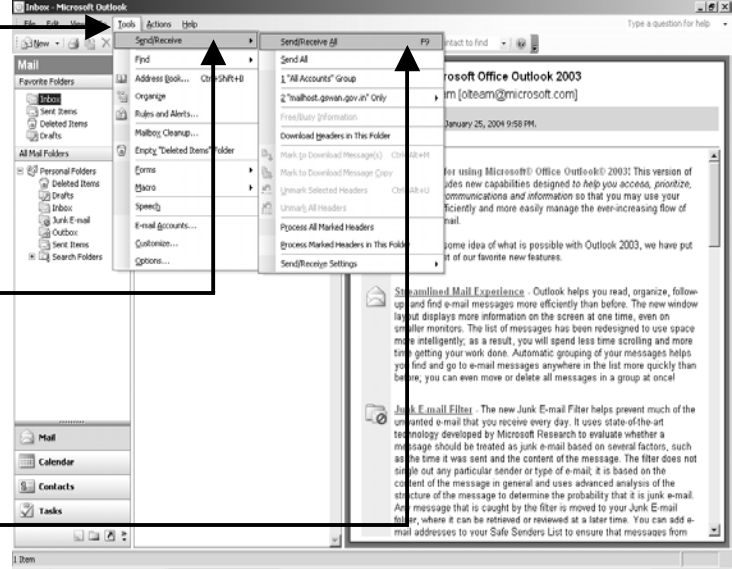 Inbox - Microsoft Outlook
File Edit View Tools Actions Help
Type a question for help
New
ntact to find
Mail
Favorite Folders
Inbox
Sent Items
Deleted Items
Drafts
All Mail Folders
Personal Folders
Deleted Items
Drafts
Inbox
Junk E-mail
Outbox
Sent Items
Search Folders
Mail
Calendar
Contacts
Tasks
1 Item
Send/Receive
Find
Address Book... Ctrl+Shift+B
Organize
Rules and Alerts...
Mailbox Cleanup...
Empty "Deleted Items" Folder
Forms
Macro
Speech
E-mail Accounts...
Customize...
Options...
Send/Receive All F9
Send All
1 "All Accounts" Group
2 "mailhost.gswan.gov.in" Only
Free/Busy Information
Download Headers in This Folder
Mark to Download Message(s) Ctrl+Alt+M
Mark to Download Message Copy
Unmark Selected Headers Ctrl+Alt+U
Unmark All Headers
Process All Marked Headers
Process Marked Headers in This Folder
Send/Receive Settings
rosoft Office Outlook 2003
am [olteam@microsoft.com]
January 25, 2004 9:58 PM.
for using Microsoft® Office Outlook® 2003! This version of
udes new capabilities designed to help you access, prioritize,
ommunications and information so that you may use your
ficiently and more easily manage the ever-increasing flow of
nail.
some idea of what is possible with Outlook 2003, we have put
st of our favorite new features.
Streamlined Mail Experience - Outlook helps you read, organize, follow-
up, and find e-mail messages more efficiently than before. The new window
layout displays more information on the screen at one time, even on
smaller monitors. The list of messages has been redesigned to use space
more intelligently; as a result, you will spend less time scrolling and more
time getting your work done. Automatic grouping of your messages helps
you find and go to e-mail messages anywhere in the list more quickly than
before; you can even move or delete all messages in a group at once!
Junk E-mail Filter - The new Junk E-mail Filter helps prevent much of the
unwanted e-mail that you receive every day. It uses state-of-the-art
technology developed by Microsoft Research to evaluate whether a
message should be treated as junk e-mail based on several factors, such
as the time it was sent and the content of the message. The filter does not
single out any particular sender or type of e-mail; it is based on the
content of the message in general and uses advanced analysis of the
structure of the message to determine the probability that it is junk e-mail.
Any message that is caught by the filter is moved to your Junk E-mail
folder, where it can be retrieved or reviewed at a later time. You can add e-
mail addresses to your Safe Senders List to ensure that messages from